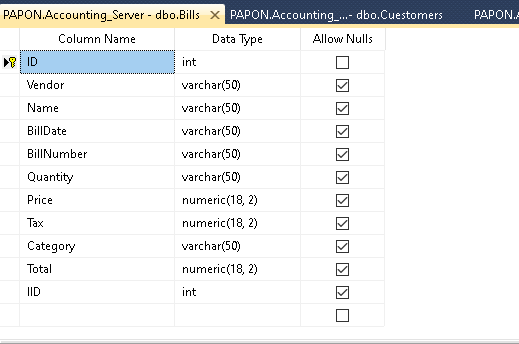 PAPON.Accounting_Server - dbo.Bills PAPON.Accounting_...- dbo.Cuestomers PAPON.
Column Name Data Type Allow Nulls
ID int
Vendor varchar(50)
Name varchar(50)
BillDate varchar(50)
BillNumber varchar(50)
Quantity varchar(50)
Price numeric(18, 2)
Tax numeric(18, 2)
Category varchar(50)
Total numeric(18, 2)
IID int